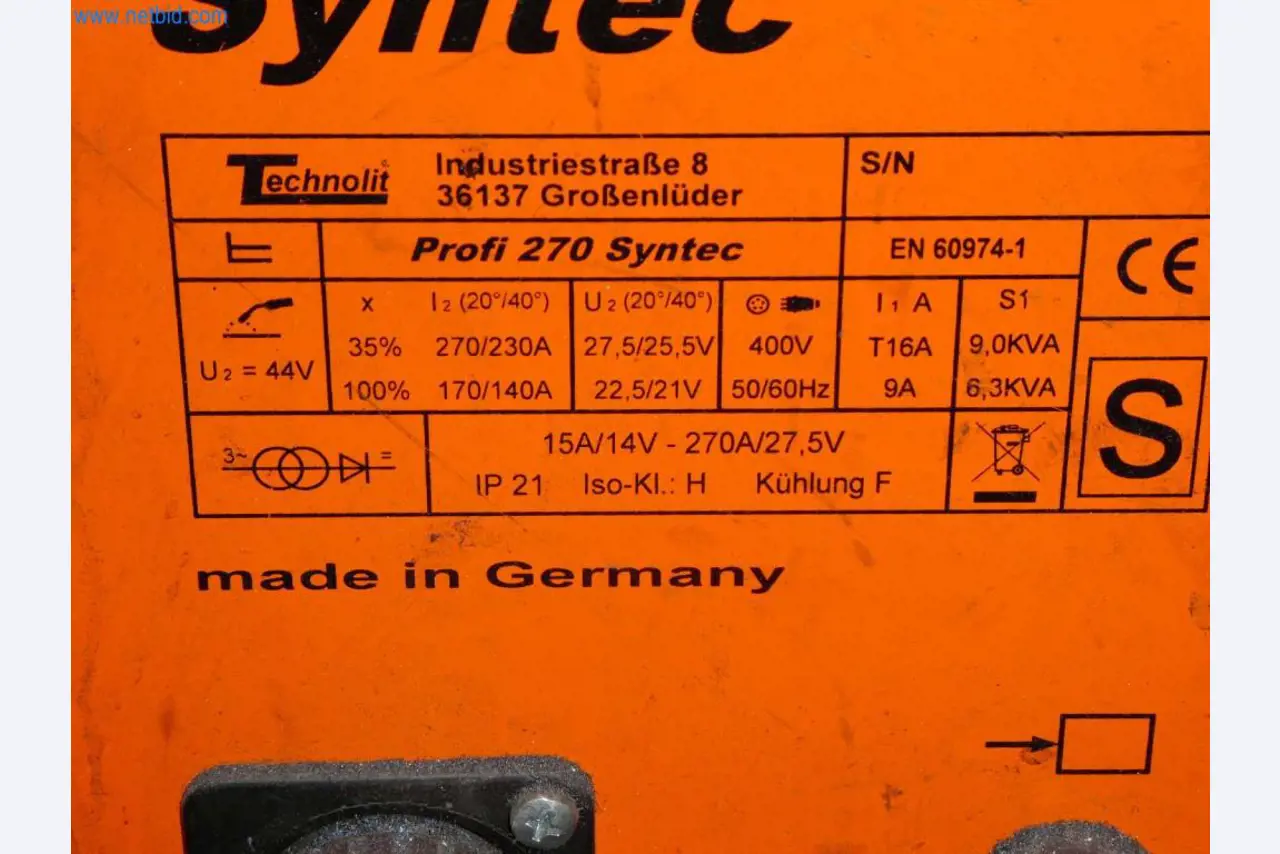 www.netbid.com
Syntec
Technolit
Industriestraße 8
36137 Großenlüder
S/N
Profi 270 Syntec
EN 60974-1
CE
U2 = 44V
x I2 (20°/40°) U2 (20°/40°) I1 A S1
35% 270/230A 27,5/25,5V 400V T16A 9,0KVA
100% 170/140A 22,5/21V 50/60Hz 9A 6,3KVA
S
3~ =
15A/14V - 270A/27,5V
IP 21 Iso-Kl.: H Kühlung F
made in Germany